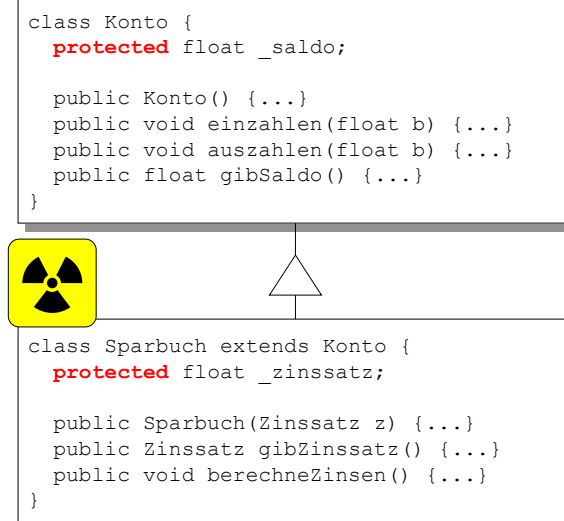 class Konto {
protected float _saldo;
public Konto() {...}
public void einzahlen(float b) {...}
public void auszahlen(float b) {...}
public float gibSaldo() {...}
}
class Sparbuch extends Konto {
protected float _zinssatz;
public Sparbuch(Zinssatz z) {...}
public Zinssatz gibZinssatz() {...}
public void berechneZinsen() {...}
}